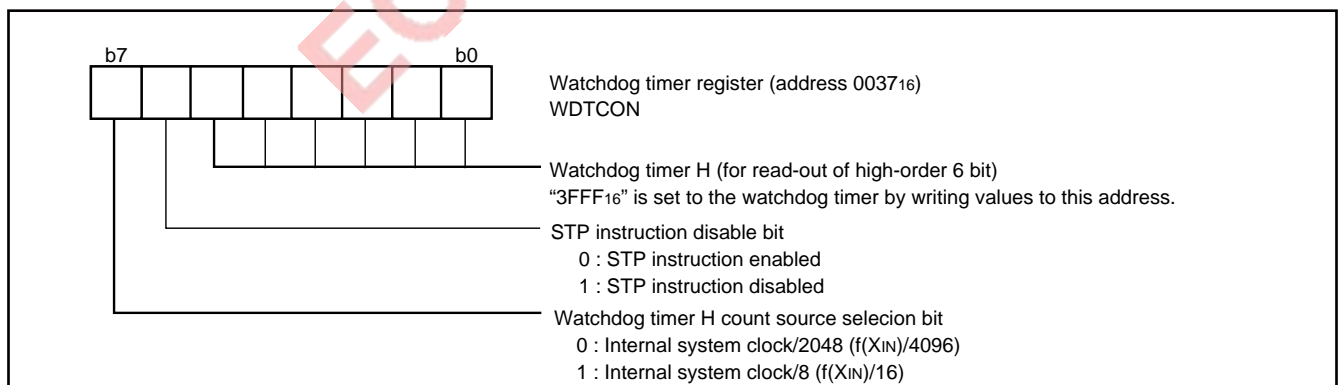 EO
b7 b0
Watchdog timer register (address 003716)
WDTCON
Watchdog timer H (for read-out of high-order 6 bit)
“3FFF16” is set to the watchdog timer by writing values to this address.
STP instruction disable bit
0 : STP instruction enabled
1 : STP instruction disabled
Watchdog timer H count source selecion bit
0 : Internal system clock/2048 (f(XIN)/4096)
1 : Internal system clock/8 (f(XIN)/16)